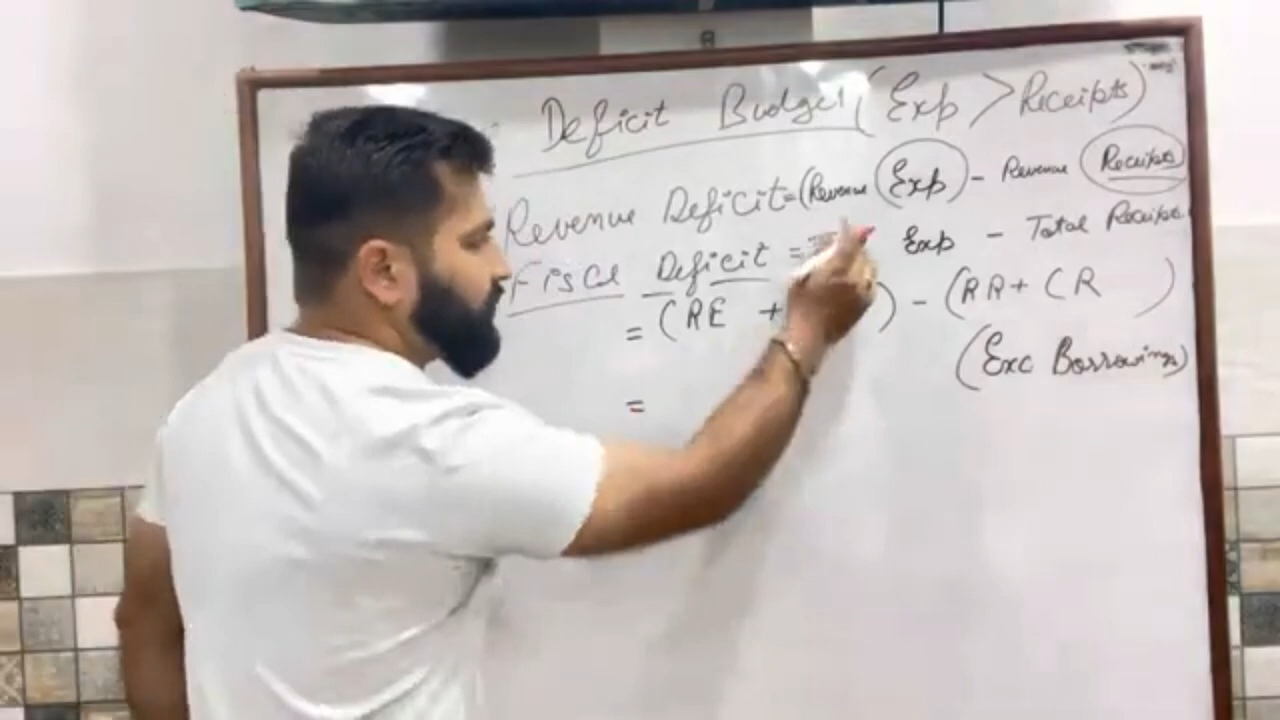 Deficit Budget (Exp > Receipts)
Revenue Deficit = (Revenue Exp) - Revenue Receipts
Fiscal Deficit = Exp - Total Receipts
= (RE + ) - (RR + CR )
(Exc Borrowings)
=